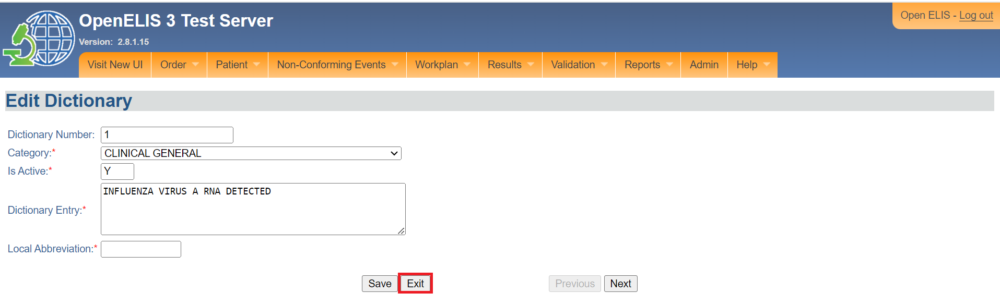 OpenELIS 3 Test Server
Open ELIS - Log out
Version: 2.8.1.15
Visit New UI Order Patient Non-Conforming Events Workplan Results Validation Reports Admin Help
Edit Dictionary
Dictionary Number: 1
Category:* CLINICAL GENERAL
Is Active:* Y
INFLUENZA VIRUS A RNA DETECTED
Dictionary Entry:*
Local Abbreviation:*
Save Exit Previous Next